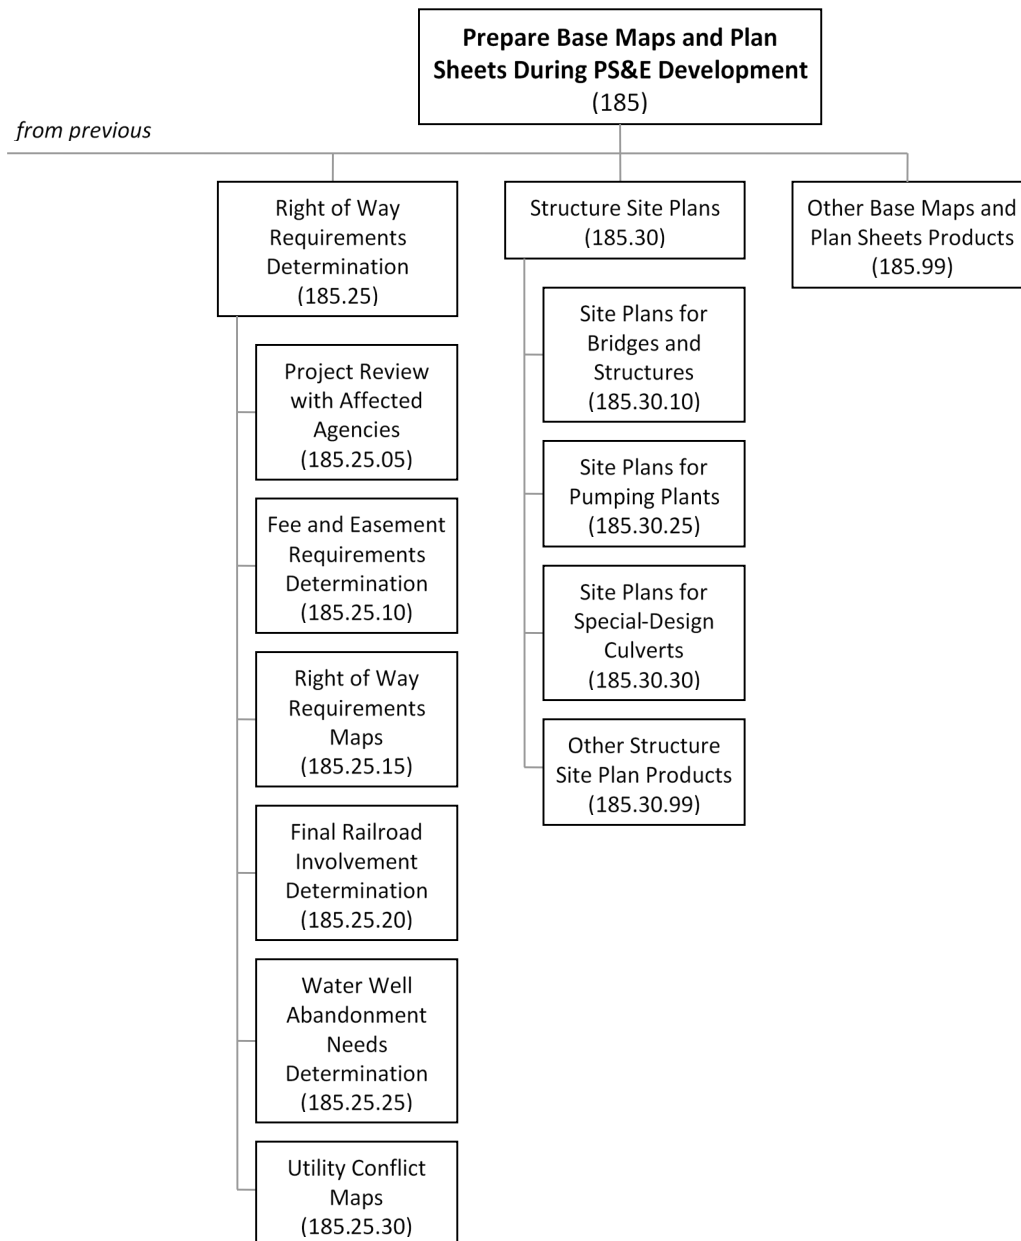 Prepare Base Maps and Plan
Sheets During PS&E Development
(185)
from previous
Right of Way
Requirements
Determination
(185.25)
Project Review
with Affected
Agencies
(185.25.05)
Fee and Easement
Requirements
Determination
(185.25.10)
Right of Way
Requirements
Maps
(185.25.15)
Final Railroad
Involvement
Determination
(185.25.20)
Water Well
Abandonment
Needs
Determination
(185.25.25)
Utility Conflict
Maps
(185.25.30)
Structure Site Plans
(185.30)
Site Plans for
Bridges and
Structures
(185.30.10)
Site Plans for
Pumping Plants
(185.30.25)
Site Plans for
Special-Design
Culverts
(185.30.30)
Other Structure
Site Plan Products
(185.30.99)
Other Base Maps and
Plan Sheets Products
(185.99)